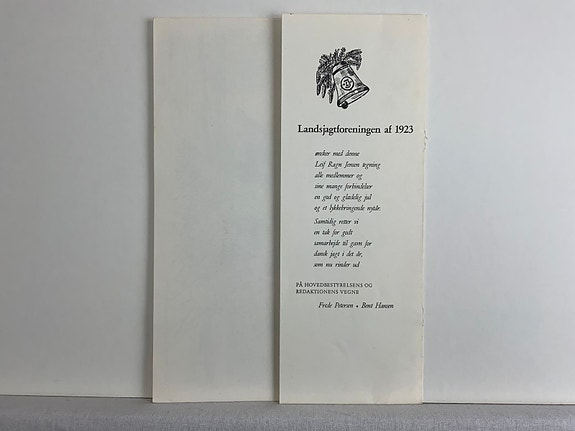 Landsjagtforeningen af 1923
ønsker med denne
Leif Ragn Jensen tegning
alle medlemmer og
sine mange forbindelser
en god og glædelig jul
og et lykkebringende nytår.
Samtidig retter vi
en tak for godt
samarbejde til gavn for
dansk jagt i det år,
som nu rinder ud
PÅ HOVEDBESTYRELSENS OG
REDAKTIONENS VEGNE
Frede Petersen • Bent Hansen